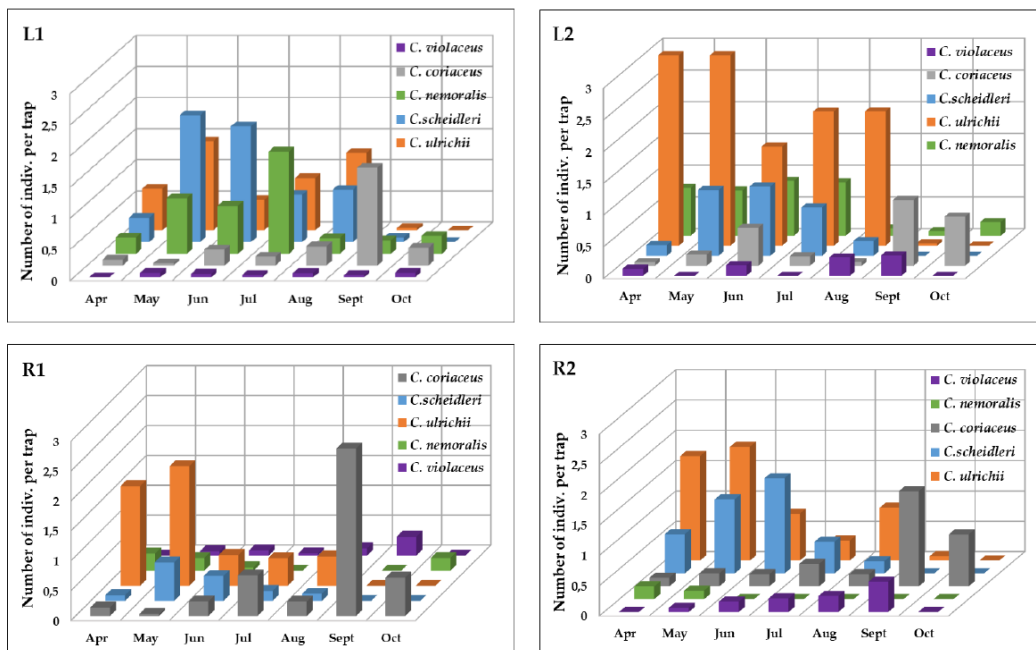 L1
C. violaceus
C. coriaceus
C. nemoralis
C.scheidleri
C. ulrichii
Number of indiv. per trap
3
2,5
2
1,5
1
0,5
0
Apr May Jun Jul Aug Sept Oct
L2
C. violaceus
C. coriaceus
C.scheidleri
C. ulrichii
C. nemoralis
Number of indiv. per trap
3
2,5
2
1,5
1
0,5
0
Apr May Jun Jul Aug Sept Oct
R1
C. coriaceus
C.scheidleri
C. ulrichii
C. nemoralis
C. violaceus
Number of indiv. per trap
3
2,5
2
1,5
1
0,5
0
Apr May Jun Jul Aug Sept Oct
R2
C. violaceus
C. nemoralis
C. coriaceus
C.scheidleri
C. ulrichii
Number of indiv. per trap
3
2,5
2
1,5
1
0,5
0
Apr May Jun Jul Aug Sept Oct